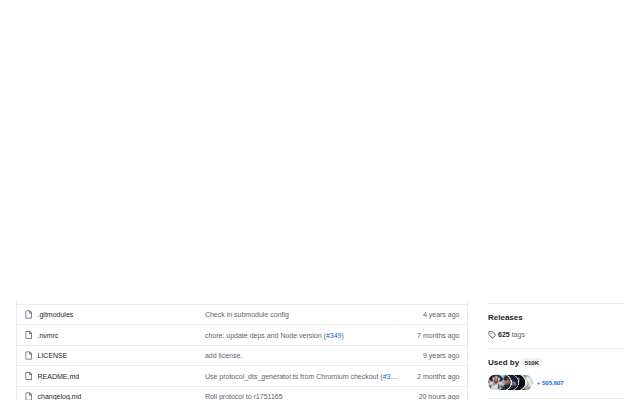 .gitmodules Check in submodule config 4 years ago
.nvmrc chore: update deps and Node version (#349) 7 months ago
LICENSE add license. 9 years ago
README.md Use protocol_dts_generator.ts from Chromium checkout (#3... 2 months ago
changelog.md Roll protocol to r1751165 20 hours ago
Releases
625 tags
Used by 510K
+ 505,607